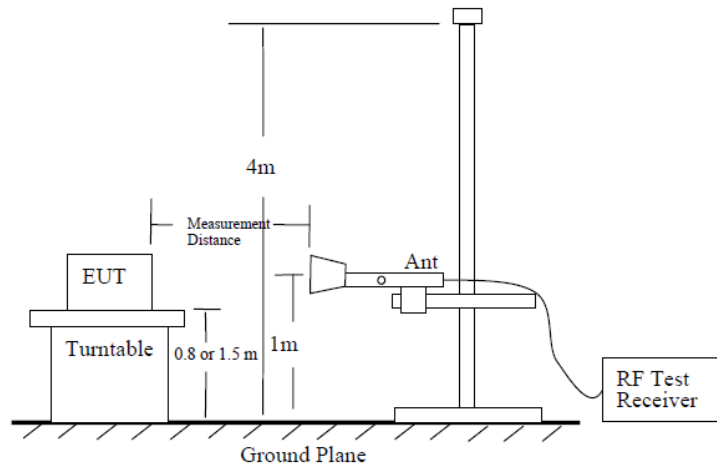 4m
Measurement
Distance
EUT
Ant
Turntable
0.8 or 1.5 m
1m
RF Test
Receiver
Ground Plane